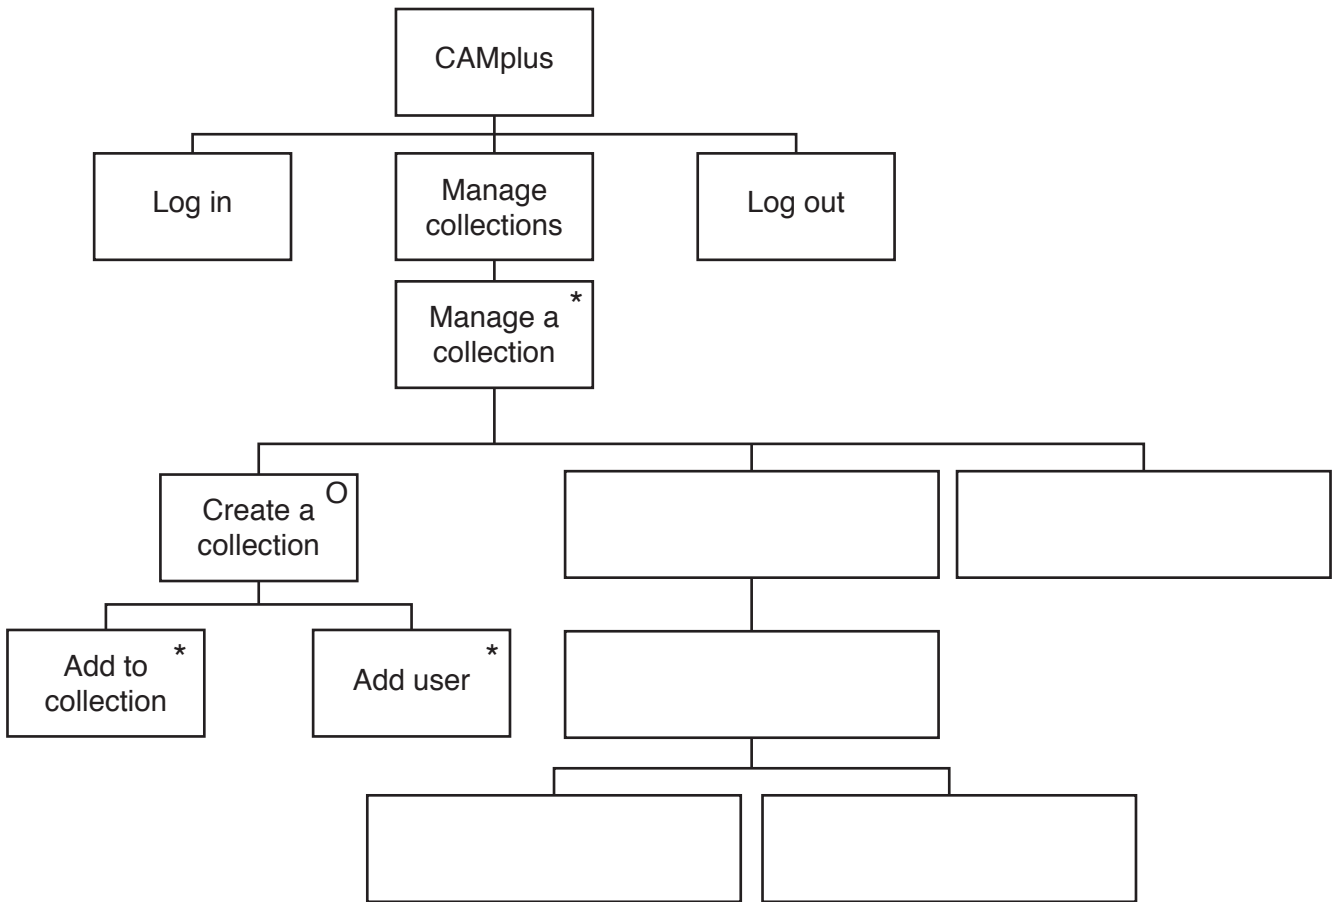 CAMplus
Log in
Manage
collections
Log out
Manage a *
collection
Create a O
collection
Add to *
collection
Add user *